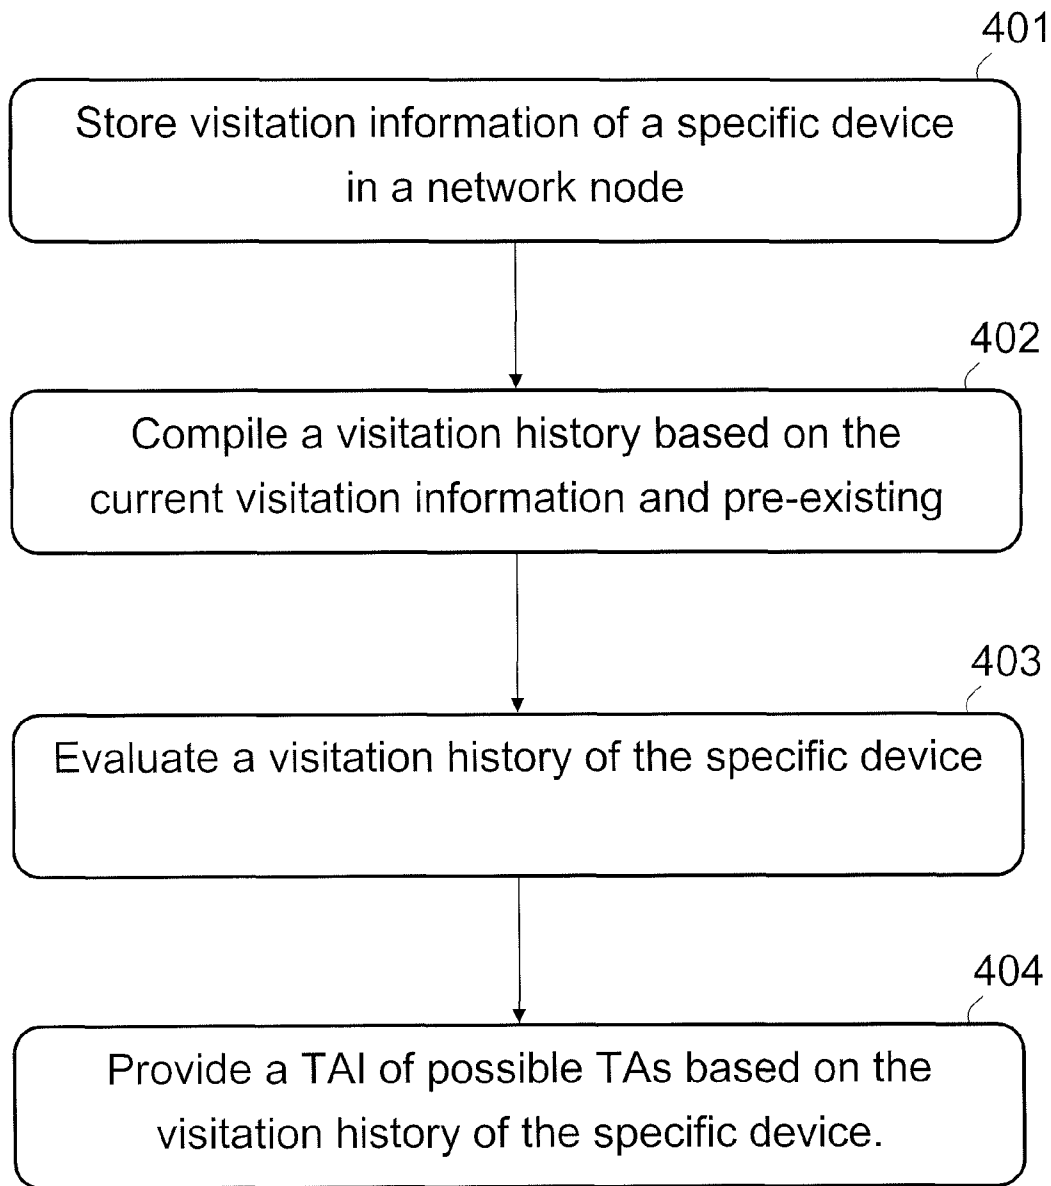 401
Store visitation information of a specific device
in a network node
402
Compile a visitation history based on the
current visitation information and pre-existing
403
Evaluate a visitation history of the specific device
404
Provide a TAI of possible TAs based on the
visitation history of the specific device.